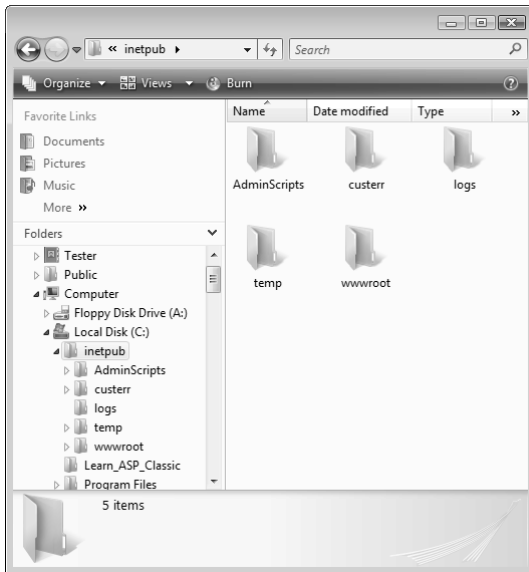 « inetpub
Search
Organize Views Burn
Favorite Links
Documents
Pictures
Music
More »
Folders
Tester
Public
Computer
Floppy Disk Drive (A:)
Local Disk (C:)
inetpub
AdminScripts
custerr
logs
temp
wwwroot
Learn_ASP_Classic
Program Files
Name Date modified Type »
AdminScripts custerr logs
temp wwwroot
5 items